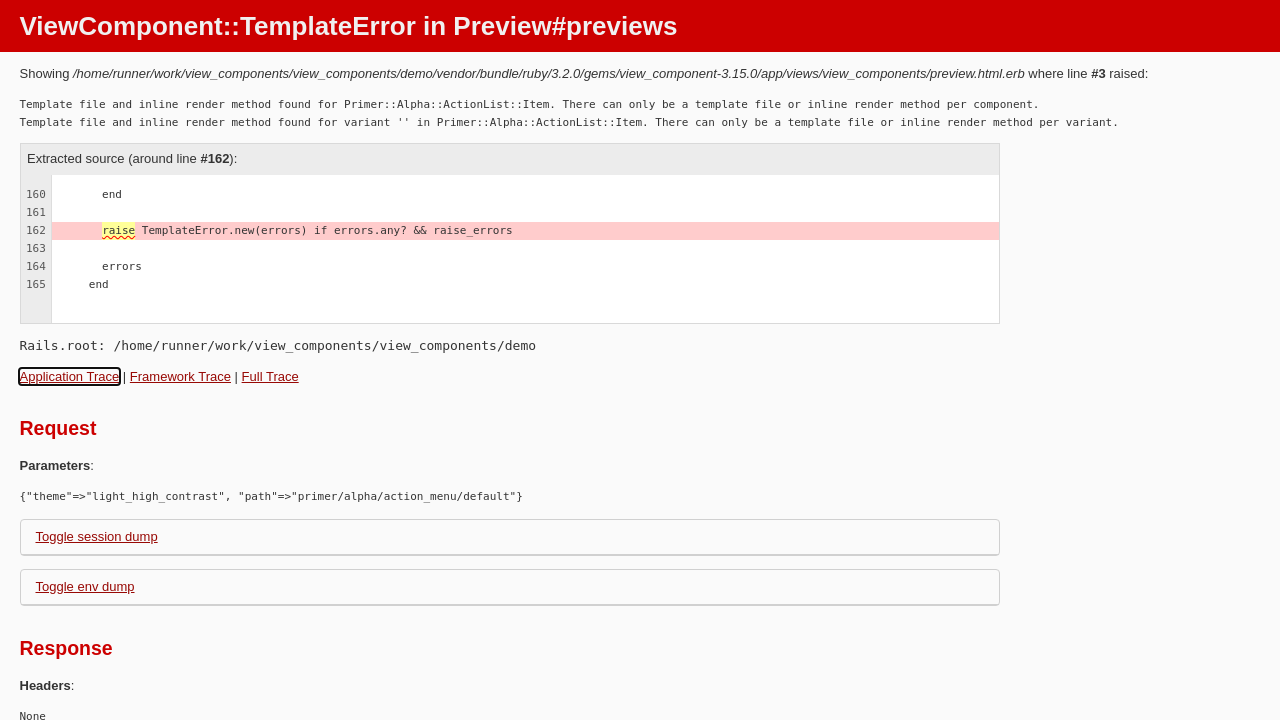 ViewComponent::TemplateError in Preview#previews
Showing /home/runner/work/view_components/view_components/demo/vendor/bundle/ruby/3.2.0/gems/view_component-3.15.0/app/views/view_components/preview.html.erb where line #3 raised:
Template file and inline render method found for Primer::Alpha::ActionList::Item. There can only be a template file or inline render method per component.
Template file and inline render method found for variant '' in Primer::Alpha::ActionList::Item. There can only be a template file or inline render method per variant.
Extracted source (around line #162):
160 end
161
162 raise TemplateError.new(errors) if errors.any? && raise_errors
163
164 errors
165 end
Rails.root: /home/runner/work/view_components/view_components/demo
Application Trace | Framework Trace | Full Trace
Request
Parameters:
{"theme"=>"light_high_contrast", "path"=>"primer/alpha/action_menu/default"}
Toggle session dump
Toggle env dump
Response
Headers:
None